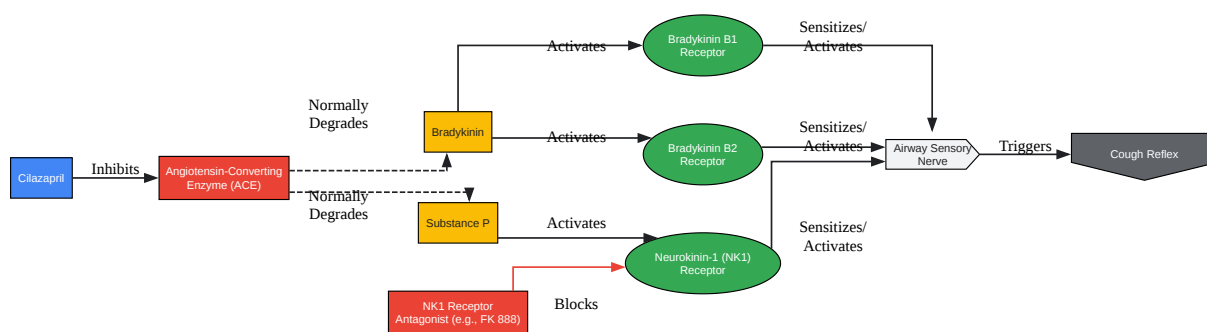 Cilazapril
Inhibits
Angiotensin-Converting
Enzyme (ACE)
Normally
Degrades
Normally
Degrades
Bradykinin
Substance P
NK1 Receptor
Antagonist (e.g., FK 888)
Activates
Activates
Activates
Blocks
Bradykinin B1
Receptor
Bradykinin B2
Receptor
Neurokinin-1 (NK1)
Receptor
Sensitizes/
Activates
Sensitizes/
Activates
Sensitizes/
Activates
Airway Sensory
Nerve
Triggers
Cough Reflex